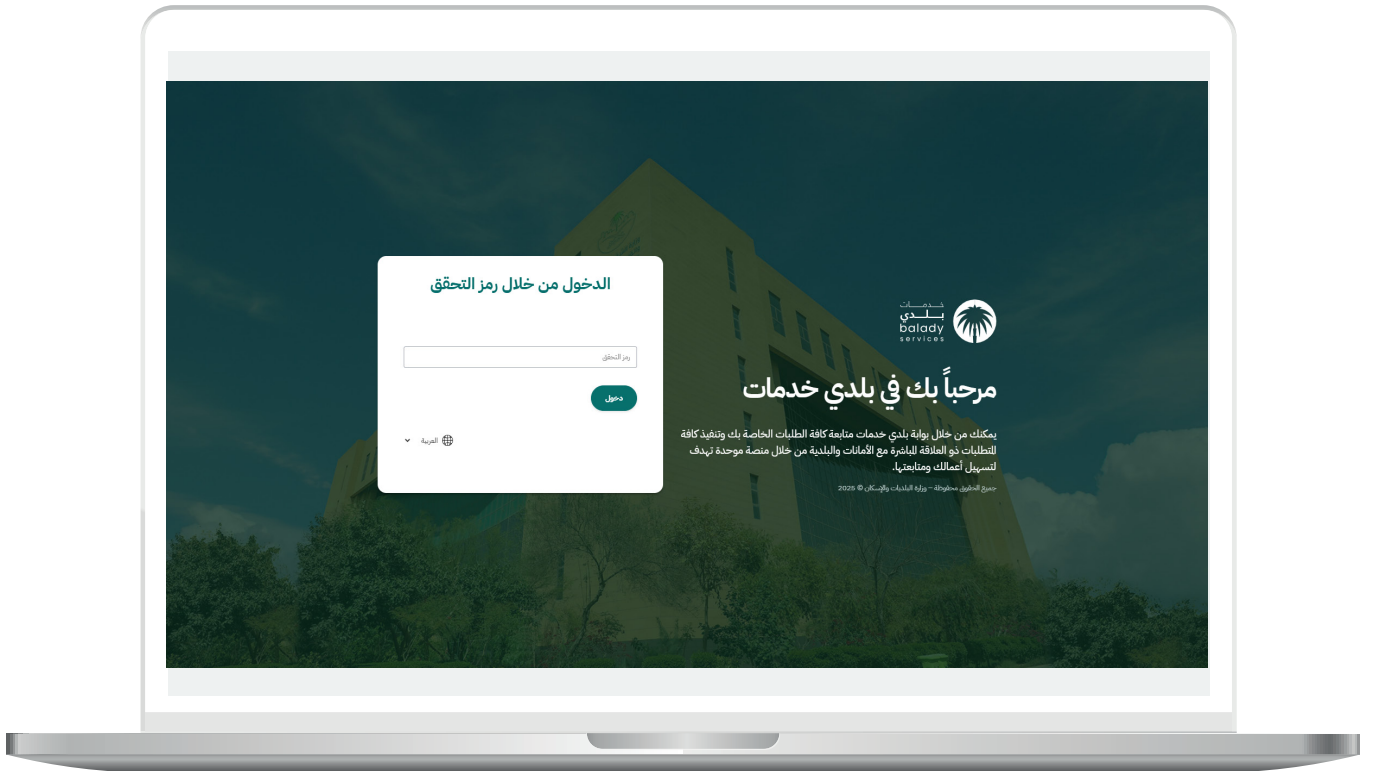 خدمات
بلدي
balady
services
مرحباً بك في بلدي خدمات
يمكنك من خلال بوابة بلدي خدمات متابعة كافة الطلبات الخاصة بك وتنفيذ كافة
المتطلبات ذو العلاقة المباشرة مع الأمانات والبلدية من خلال منصة موحدة تهدف
لتسهيل أعمالك ومتابعتها.
جميع الحقوق محفوظة – وزارة البلديات والإسكان © 2025
الدخول من خلال رمز التحقق
رمز التحقق
دخول
العربية